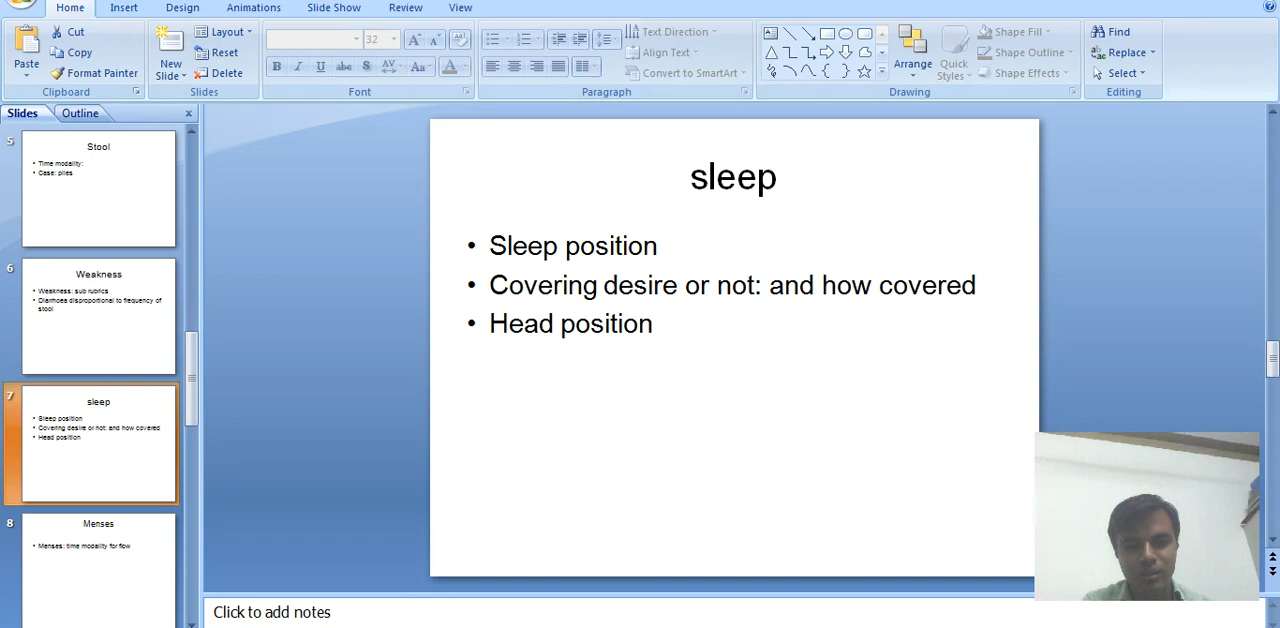 Home Insert Design Animations Slide Show Review View
Paste
Cut
Copy
Format Painter
Clipboard
New
Slide
Layout
Reset
Delete
Slides
32
B I U abc S AV Aa A
Font
Text Direction
Align Text
Convert to SmartArt
Paragraph
Arrange
Quick
Styles
Shape Fill
Shape Outline
Shape Effects
Drawing
Find
Replace
Select
Editing
Slides Outline
5
Stool
• Time modality:
• Case: piles
6
Weakness
• Weakness: sub rubrics
• Diarrhoea disproportional to frequency of
stool
7
sleep
• Sleep position
• Covering desire or not: and how covered
• Head position
8
Menses
• Menses: time modality for flow
sleep
• Sleep position
• Covering desire or not: and how covered
• Head position
Click to add notes